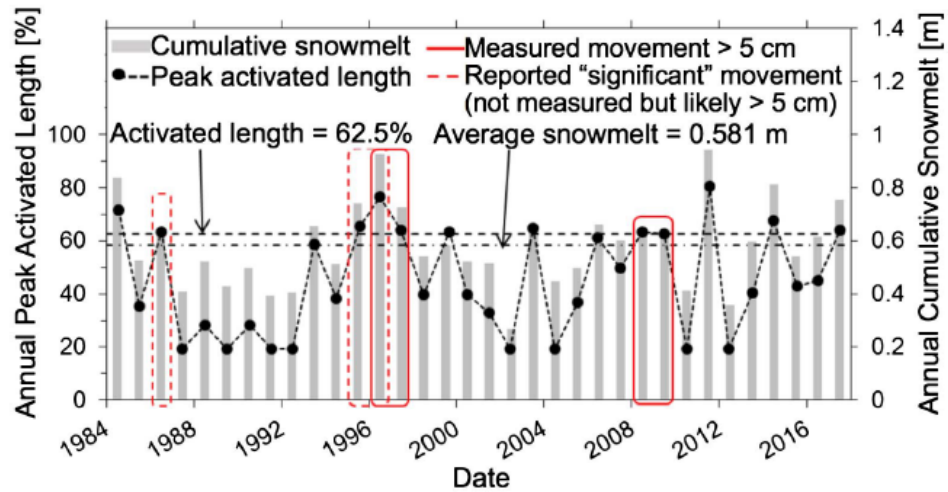 Annual Peak Activated Length [%]
Cumulative snowmelt
Peak activated length
Measured movement > 5 cm
Reported “significant” movement
(not measured but likely > 5 cm)
Activated length = 62.5%
Average snowmelt = 0.581 m
100
80
60
40
20
0
1.4
1.2
1
0.8
0.6
0.4
0.2
0
Annual Cumulative Snowmelt [m]
1984
1988
1992
1996
2000
2004
2008
2012
2016
Date